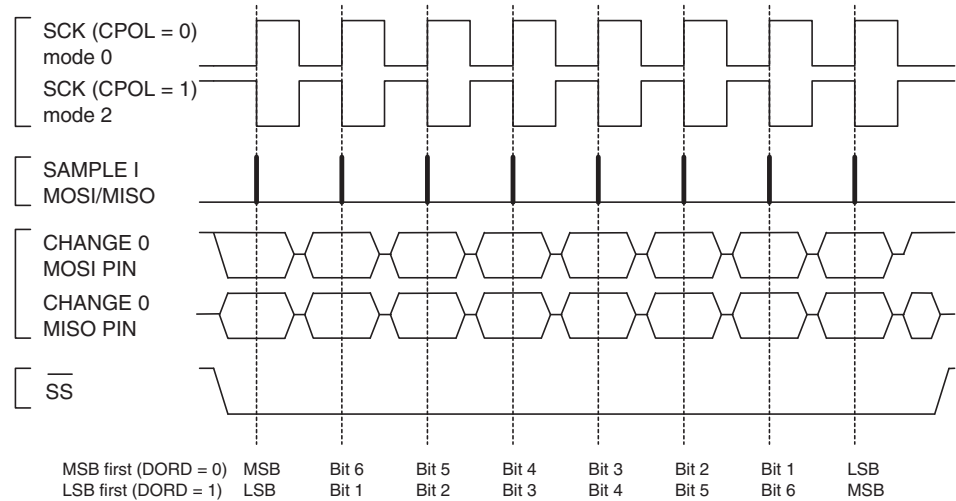 SCK (CPOL = 0)
mode 0
SCK (CPOL = 1)
mode 2
SAMPLE I
MOSI/MISO
CHANGE 0
MOSI PIN
CHANGE 0
MISO PIN
SS
MSB first (DORD = 0) MSB Bit 6 Bit 5 Bit 4 Bit 3 Bit 2 Bit 1 LSB
LSB first (DORD = 1) LSB Bit 1 Bit 2 Bit 3 Bit 4 Bit 5 Bit 6 MSB